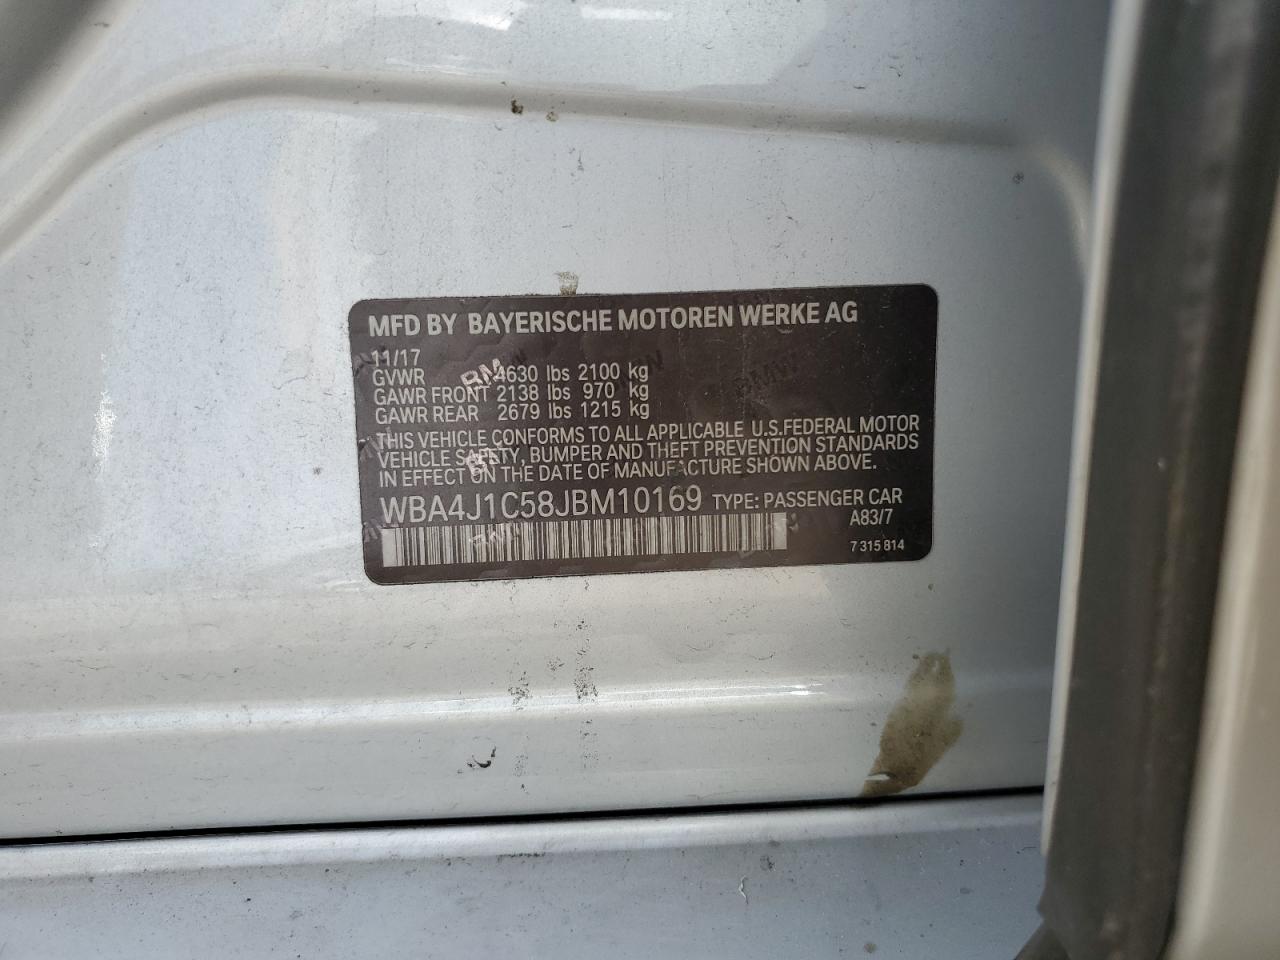 MFD BY BAYERISCHE MOTOREN WERKE AG
11/17
GVWR 4630 lbs 2100 kg
GAWR FRONT 2138 lbs 970 kg
GAWR REAR 2679 lbs 1215 kg
THIS VEHICLE CONFORMS TO ALL APPLICABLE U.S.FEDERAL MOTOR
VEHICLE SAFETY, BUMPER AND THEFT PREVENTION STANDARDS
IN EFFECT ON THE DATE OF MANUFACTURE SHOWN ABOVE.
WBA4J1C58JBM10169 TYPE: PASSENGER CAR
A83/7
7 315 814